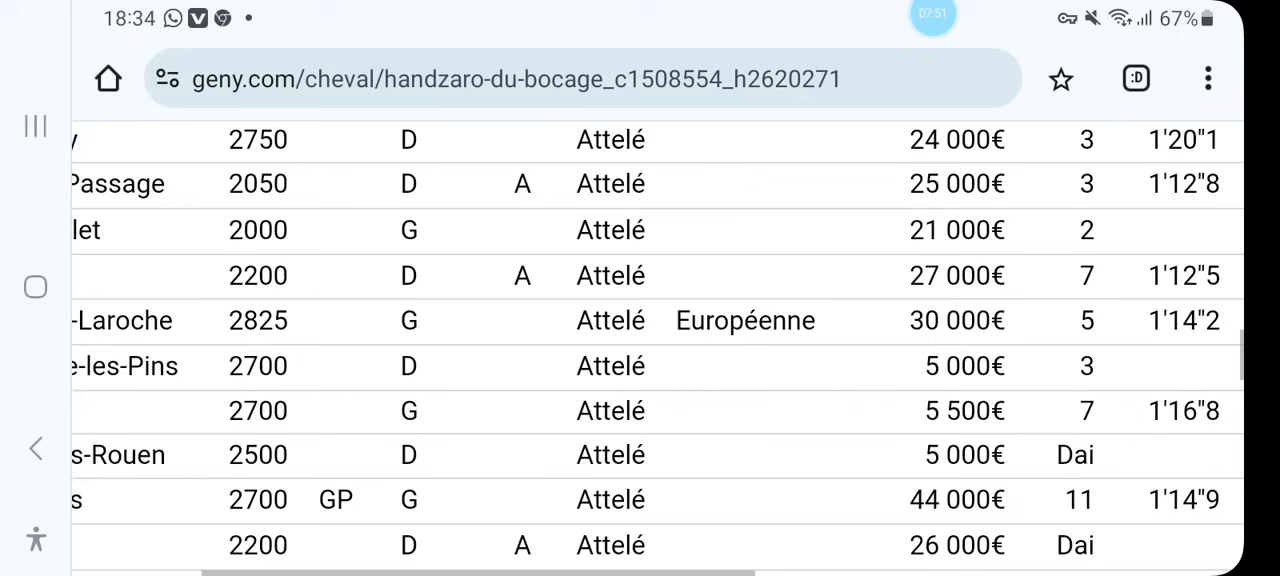 18:34 67%
07:51
geny.com/cheval/handzaro-du-bocage_c1508554_h2620271 :D
y 2750 D Attelé 24 000€ 3 1'20"1
Passage 2050 D A Attelé 25 000€ 3 1'12"8
let 2000 G Attelé 21 000€ 2
2200 D A Attelé 27 000€ 7 1'12"5
-Laroche 2825 G Attelé Européenne 30 000€ 5 1'14"2
e-les-Pins 2700 D Attelé 5 000€ 3
2700 G Attelé 5 500€ 7 1'16"8
s-Rouen 2500 D Attelé 5 000€ Dai
s 2700 GP G Attelé 44 000€ 11 1'14"9
2200 D A Attelé 26 000€ Dai